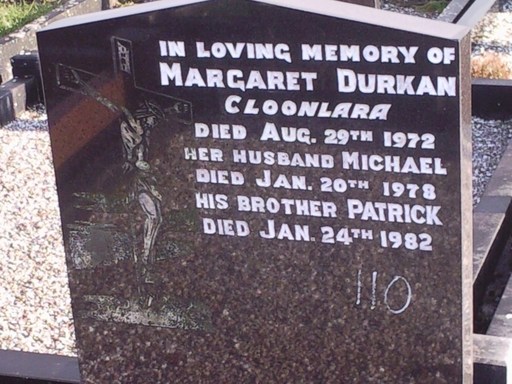 IN LOVING MEMORY OF
MARGARET DURKAN
CLOONLARA
DIED AUG. 29TH 1972
HER HUSBAND MICHAEL
DIED JAN. 20TH 1978
HIS BROTHER PATRICK
DIED JAN. 24TH 1982
110